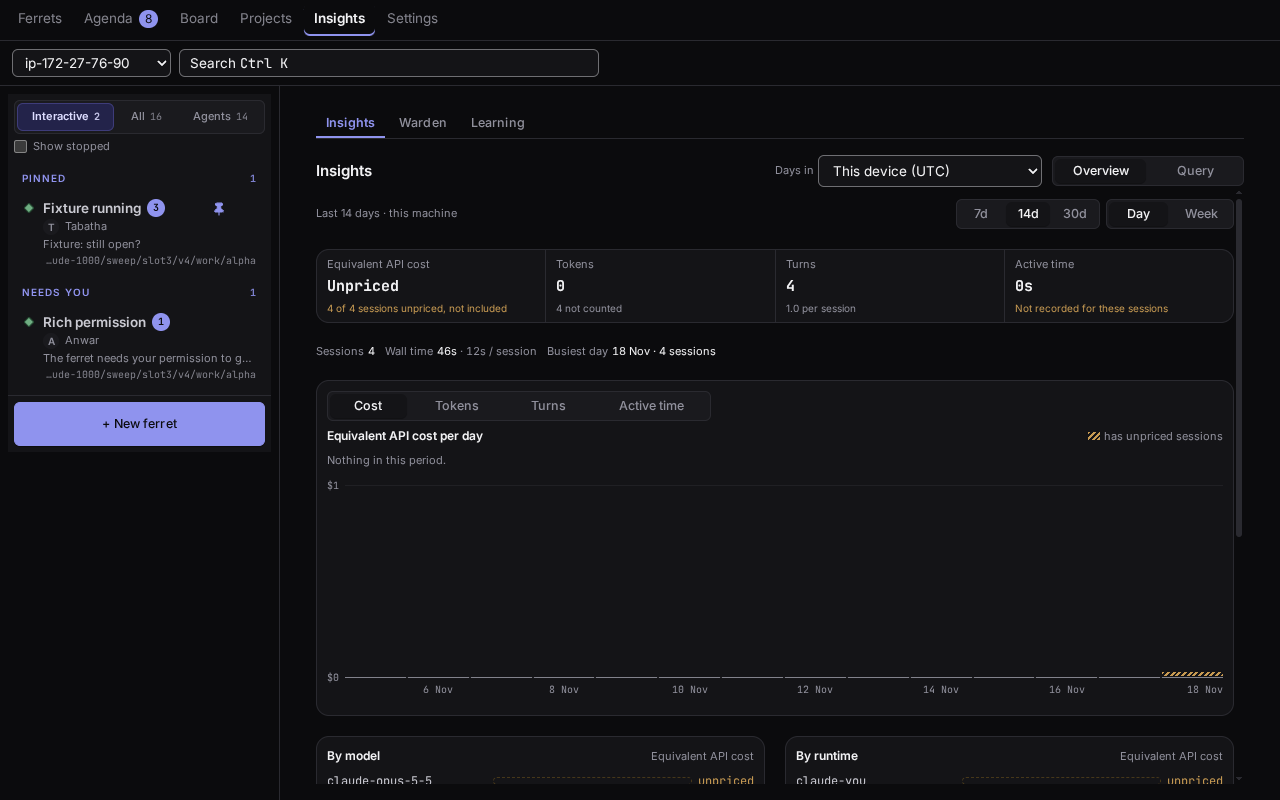 Ferrets Agenda 8 Board Projects Insights Settings
ip-172-27-76-90 Search Ctrl K
Interactive 2 All 16 Agents 14
Show stopped
PINNED 1
Fixture running 3
T Tabatha
Fixture: still open?
…ude-1000/sweep/slot3/v4/work/alpha
NEEDS YOU 1
Rich permission 1
A Anwar
The ferret needs your permission to g…
…ude-1000/sweep/slot3/v4/work/alpha
+ New ferret
Insights Warden Learning
Insights Days in This device (UTC) Overview Query
Last 14 days · this machine 7d 14d 30d Day Week
Equivalent API cost Tokens Turns Active time
Unpriced 0 4 0s
4 of 4 sessions unpriced, not included 4 not counted 1.0 per session Not recorded for these sessions
Sessions 4 Wall time 46s · 12s / session Busiest day 18 Nov · 4 sessions
Cost Tokens Turns Active time
Equivalent API cost per day has unpriced sessions
Nothing in this period.
$1
$0
6 Nov 8 Nov 10 Nov 12 Nov 14 Nov 16 Nov 18 Nov
By model Equivalent API cost By runtime Equivalent API cost
claude-opus-5-5 unpriced claude-you unpriced